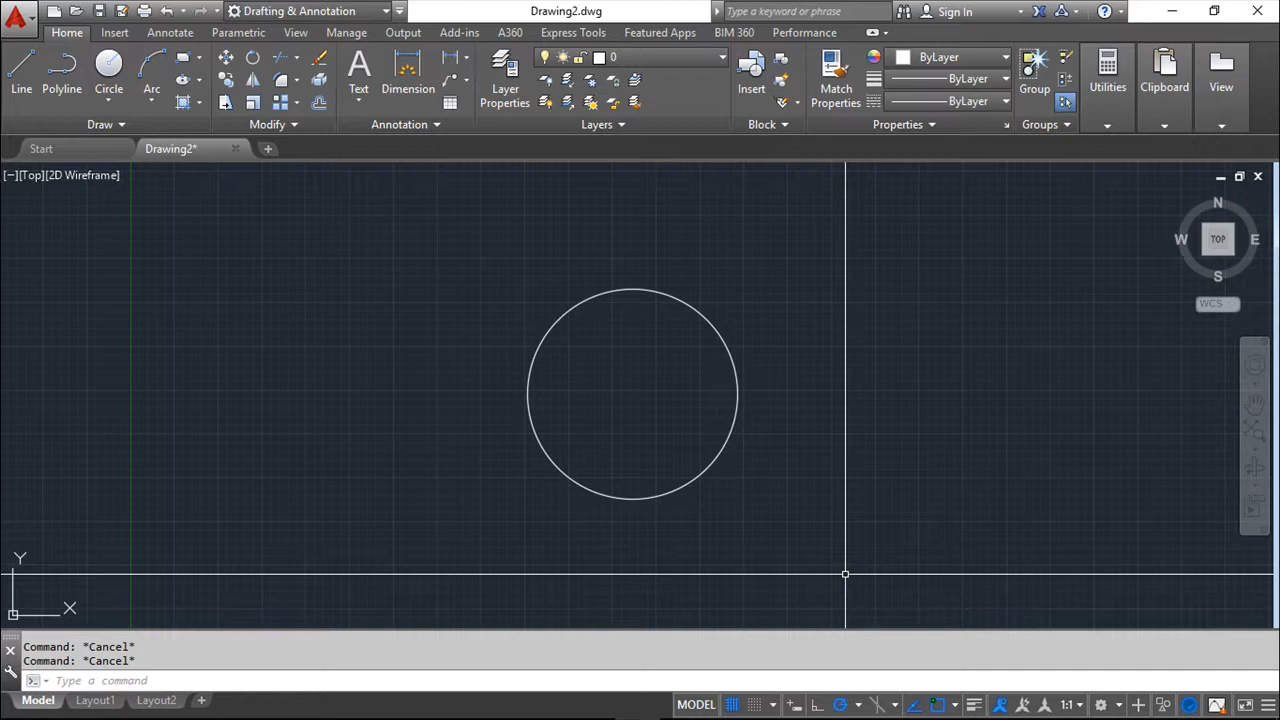 Drafting & Annotation
Drawing2.dwg
Type a keyword or phrase
Sign In
Home Insert Annotate Parametric View Manage Output Add-ins A360 Express Tools Featured Apps BIM 360 Performance
Line Polyline Circle Arc
Draw
Modify
A
Text Dimension
Annotation
Layer Properties
0
Layers
Insert
Block
Match Properties
ByLayer
ByLayer
ByLayer
Properties
Group
Groups
Utilities
Clipboard
View
Start Drawing2*
[−][Top][2D Wireframe]
N
W TOP E
S
WCS
Y
X
Command: *Cancel*
Command: *Cancel*
Type a command
Model Layout1 Layout2
MODEL 1:1